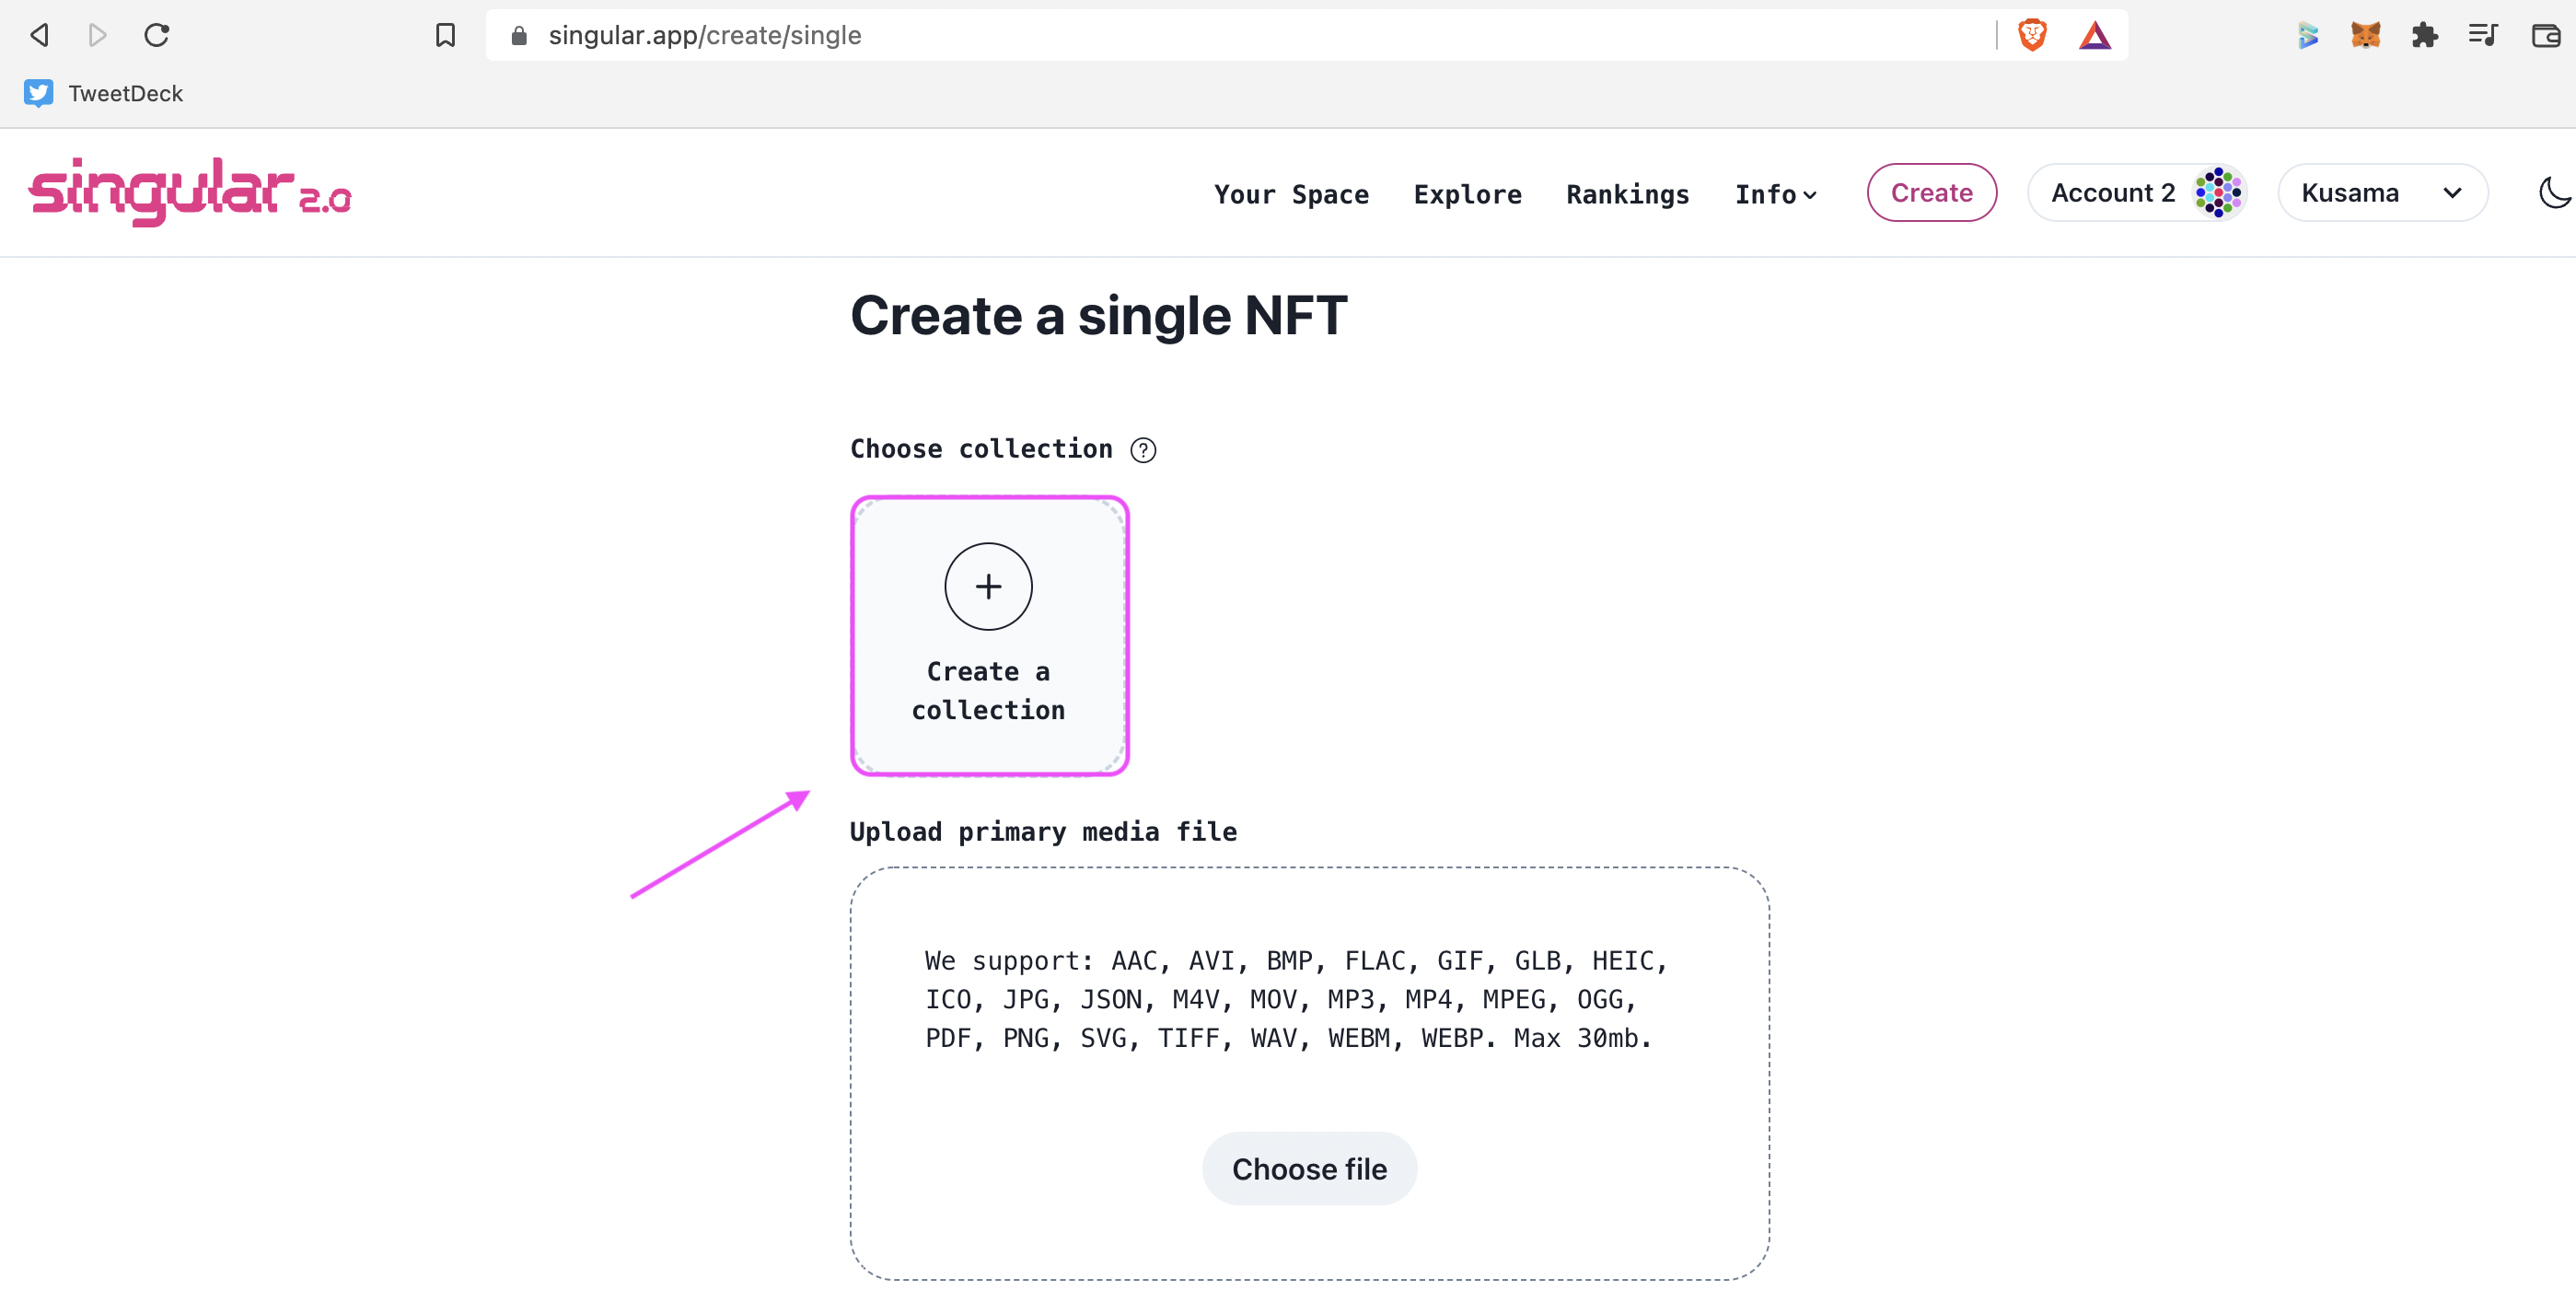 singular.app/create/single
TweetDeck
singular 2.0
Your Space Explore Rankings Info Create Account 2 Kusama
Create a single NFT
Choose collection ?
Create a
collection
Upload primary media file
We support: AAC, AVI, BMP, FLAC, GIF, GLB, HEIC,
ICO, JPG, JSON, M4V, MOV, MP3, MP4, MPEG, OGG,
PDF, PNG, SVG, TIFF, WAV, WEBM, WEBP. Max 30mb.
Choose file